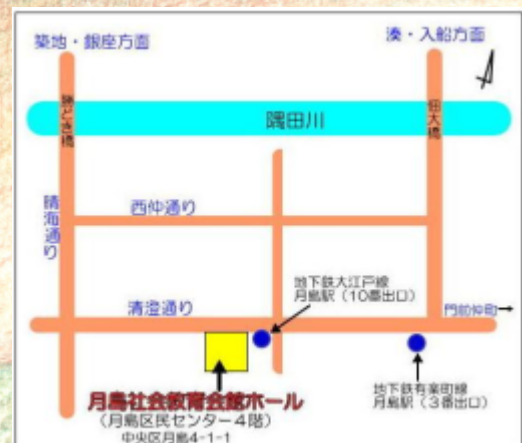 築地・銀座方面
湊・入船方面
勝どき橋
佃大橋
隅田川
晴海通り
西仲通り
地下鉄大江戸線
月島駅(10番出口)
清澄通り
門前仲町→
月島社会教育会館ホール
(月島区民センター4階)
中央区月島4-1-1
地下鉄有楽町線
月島駅(3番出口)